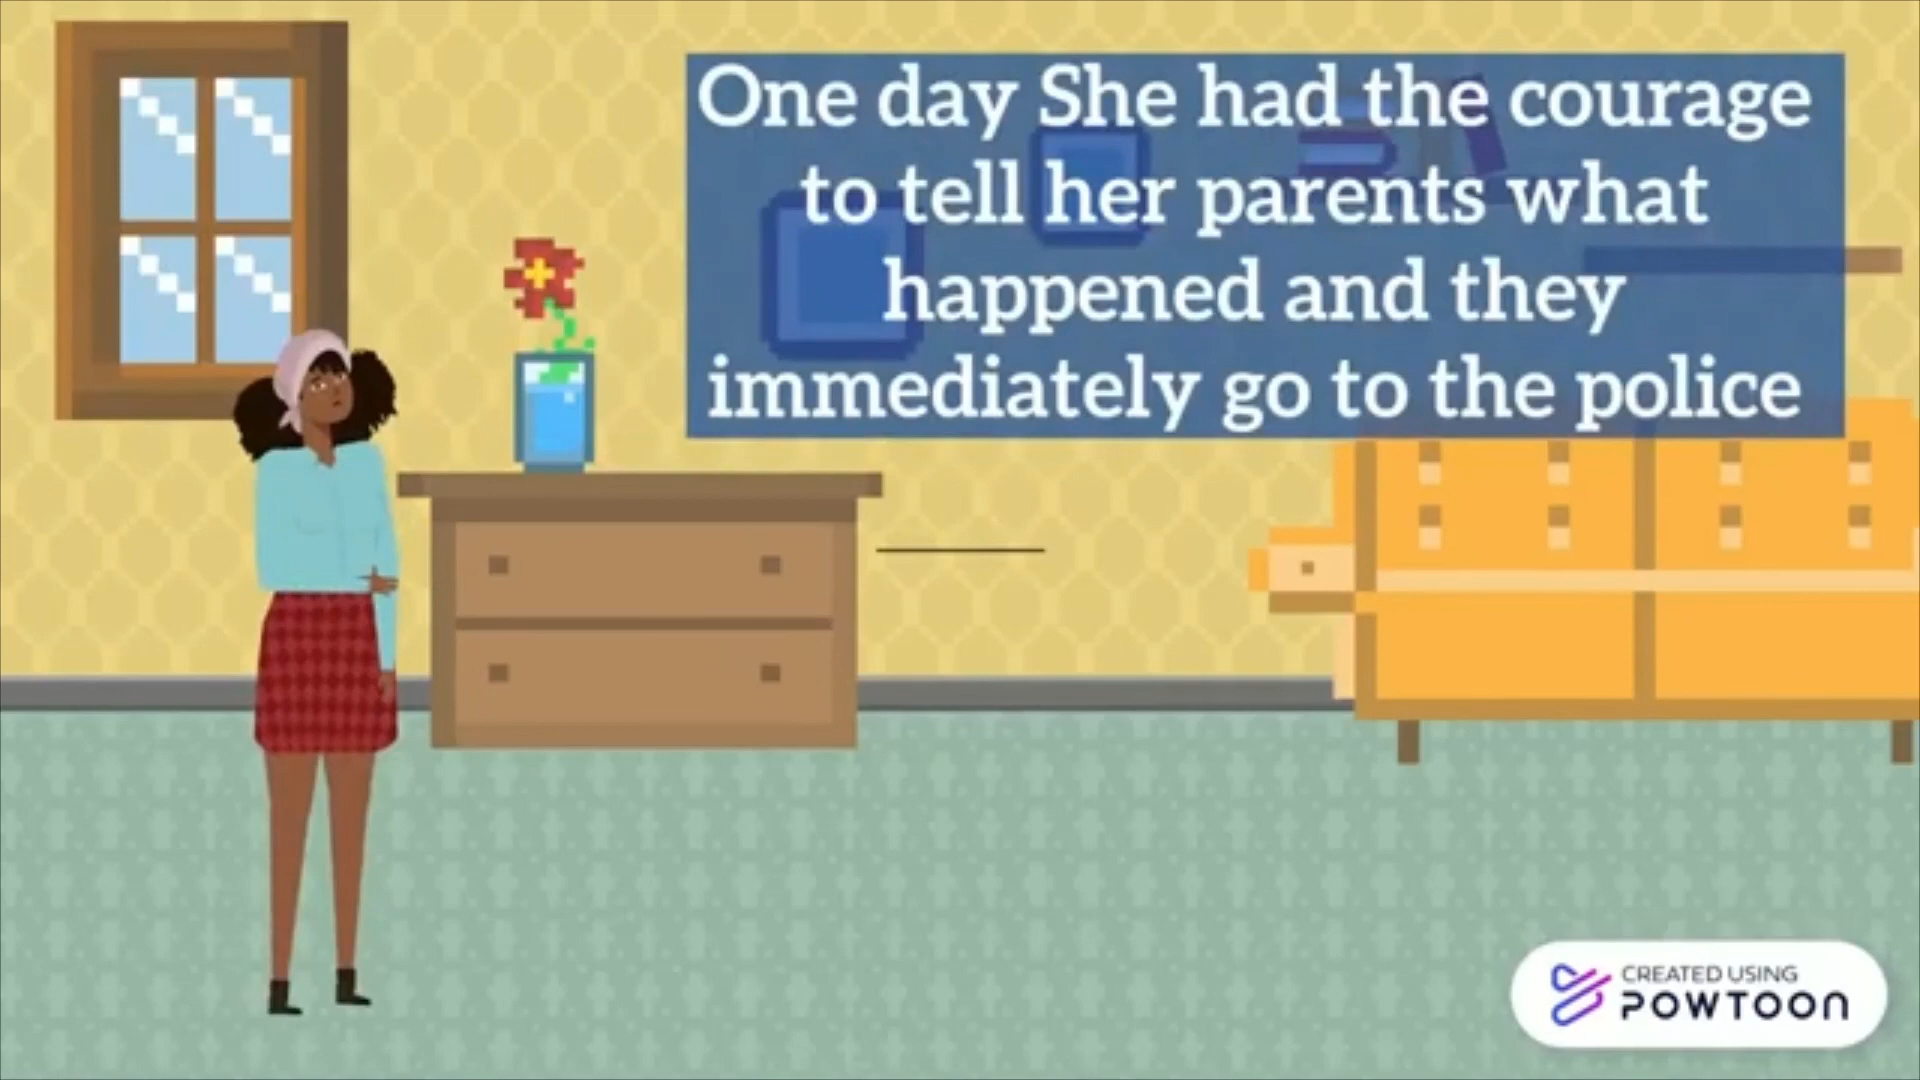 One day She had the courage
to tell her parents what
happened and they
immediately go to the police
CREATED USING
POWTOON